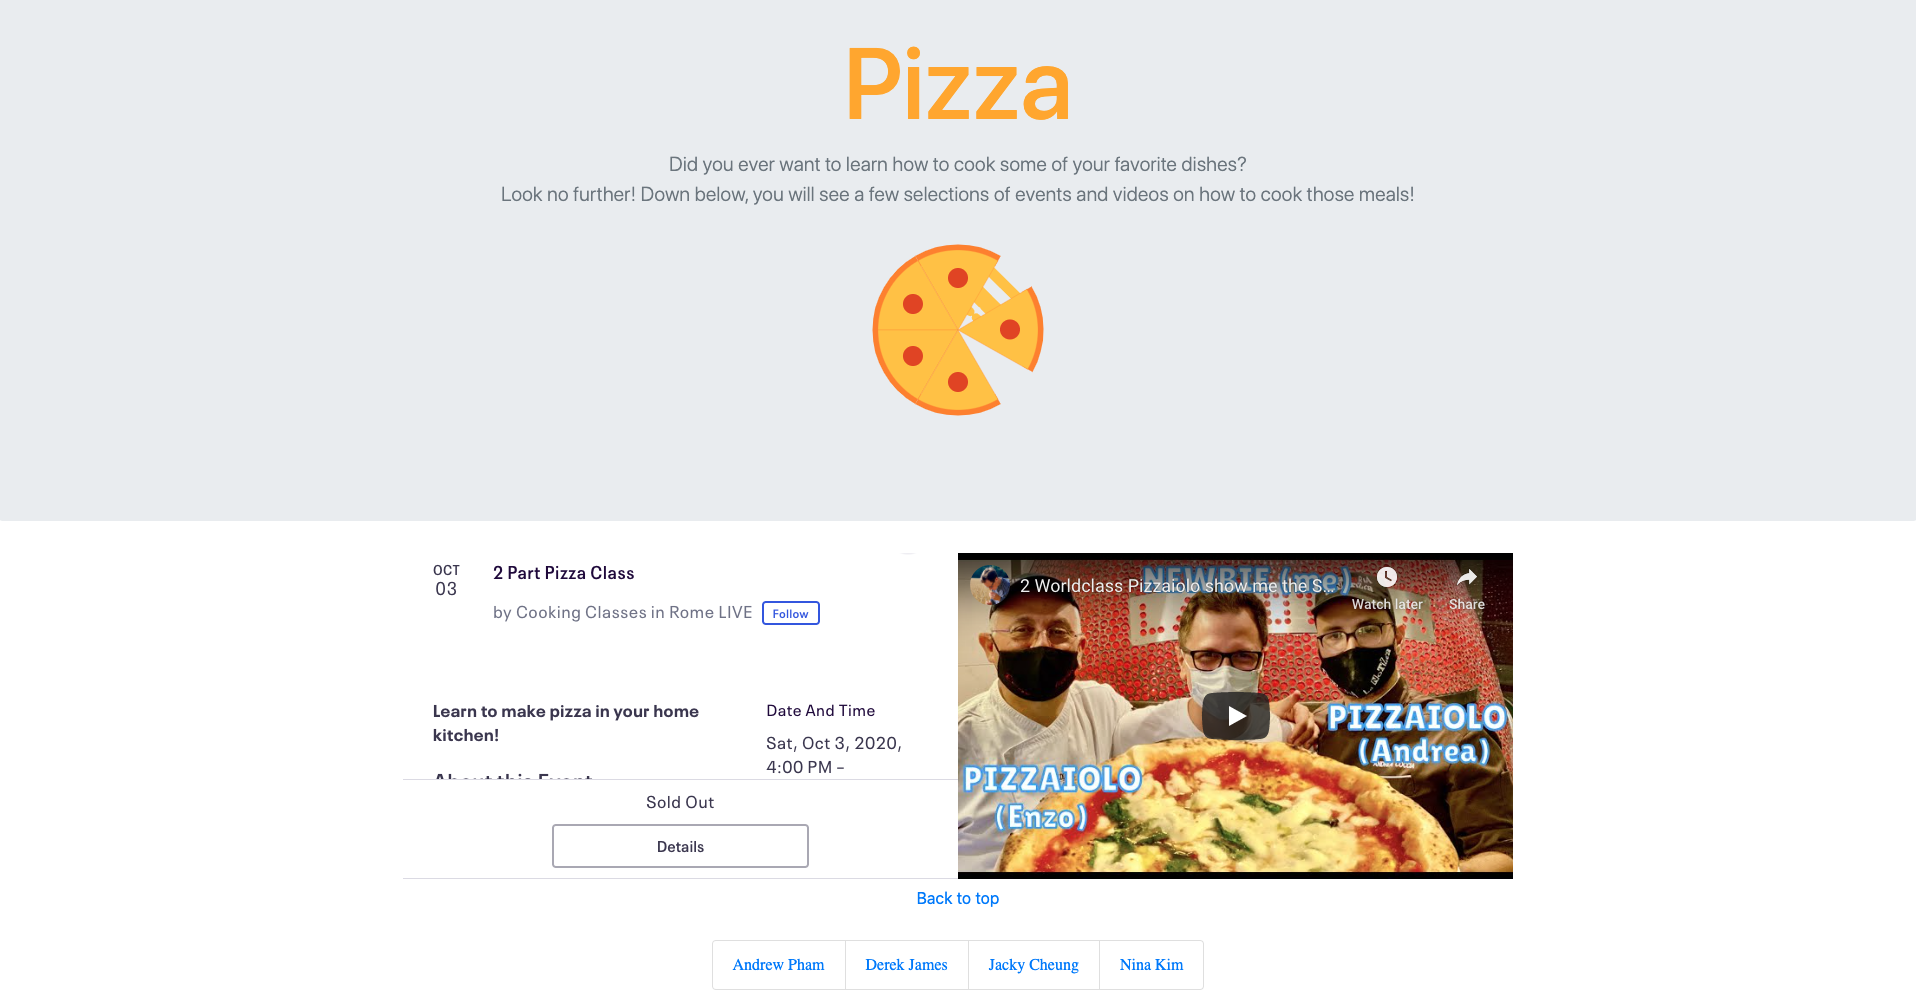 Pizza
Did you ever want to learn how to cook some of your favorite dishes?
Look no further! Down below, you will see a few selections of events and videos on how to cook those meals!
OCT
03
2 Part Pizza Class
by Cooking Classes in Rome LIVE
Follow
Learn to make pizza in your home
kitchen!
About this Event
Date And Time
Sat, Oct 3, 2020,
4:00 PM –
Sold Out
Details
NEWBIE (me)
2 Worldclass Pizzaiolo show me the S...
Watch later
Share
PIZZAIOLO
(Andrea)
PIZZAIOLO
(Enzo)
Back to top
Andrew Pham
Derek James
Jacky Cheung
Nina Kim